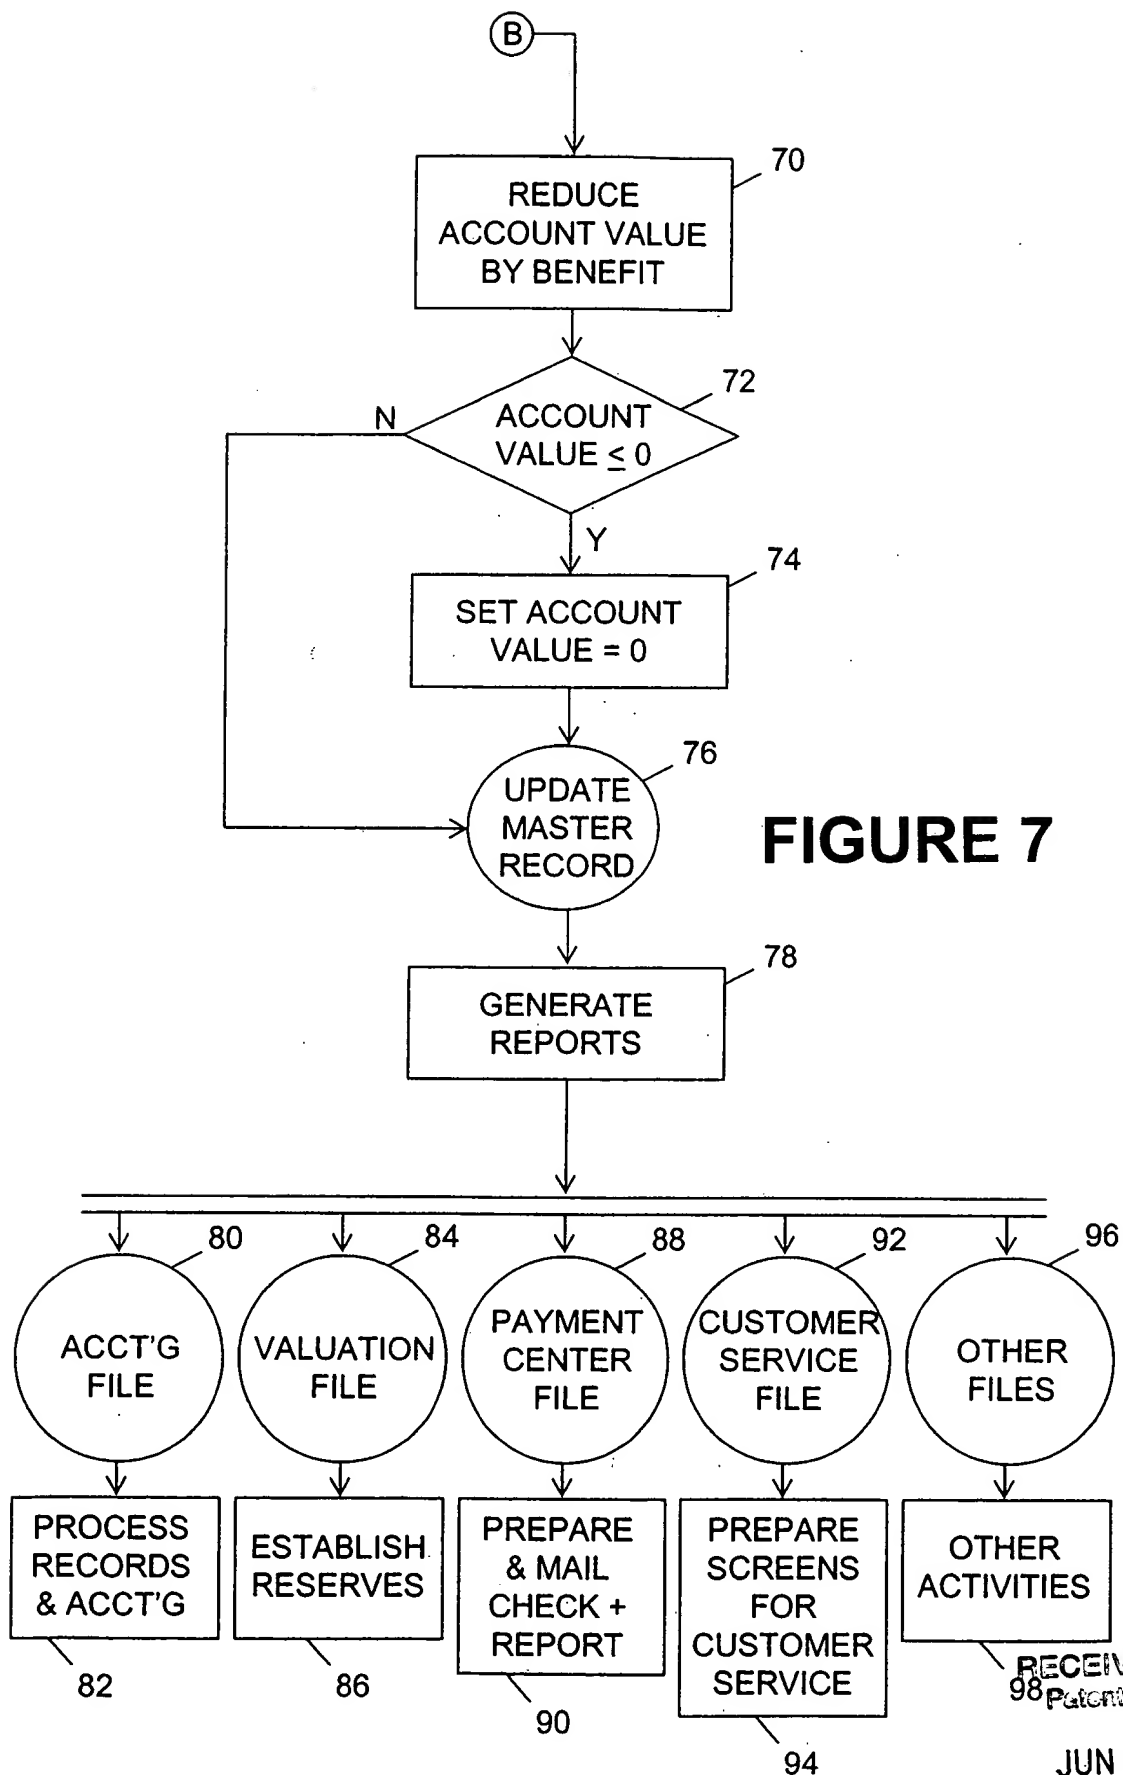 B
70
REDUCE
ACCOUNT VALUE
BY BENEFIT
72
N
ACCOUNT
VALUE ≤ 0
Y
74
SET ACCOUNT
VALUE = 0
76
UPDATE
MASTER
RECORD
FIGURE 7
78
GENERATE
REPORTS
80
84
88
92
96
ACCT'G
FILE
VALUATION
FILE
PAYMENT
CENTER
FILE
CUSTOMER
SERVICE
FILE
OTHER
FILES
PROCESS
RECORDS
& ACCT'G
ESTABLISH
RESERVES
PREPARE
& MAIL
CHECK +
REPORT
PREPARE
SCREENS
FOR
CUSTOMER
SERVICE
OTHER
ACTIVITIES
82
86
90
94
98
Patent
JUN